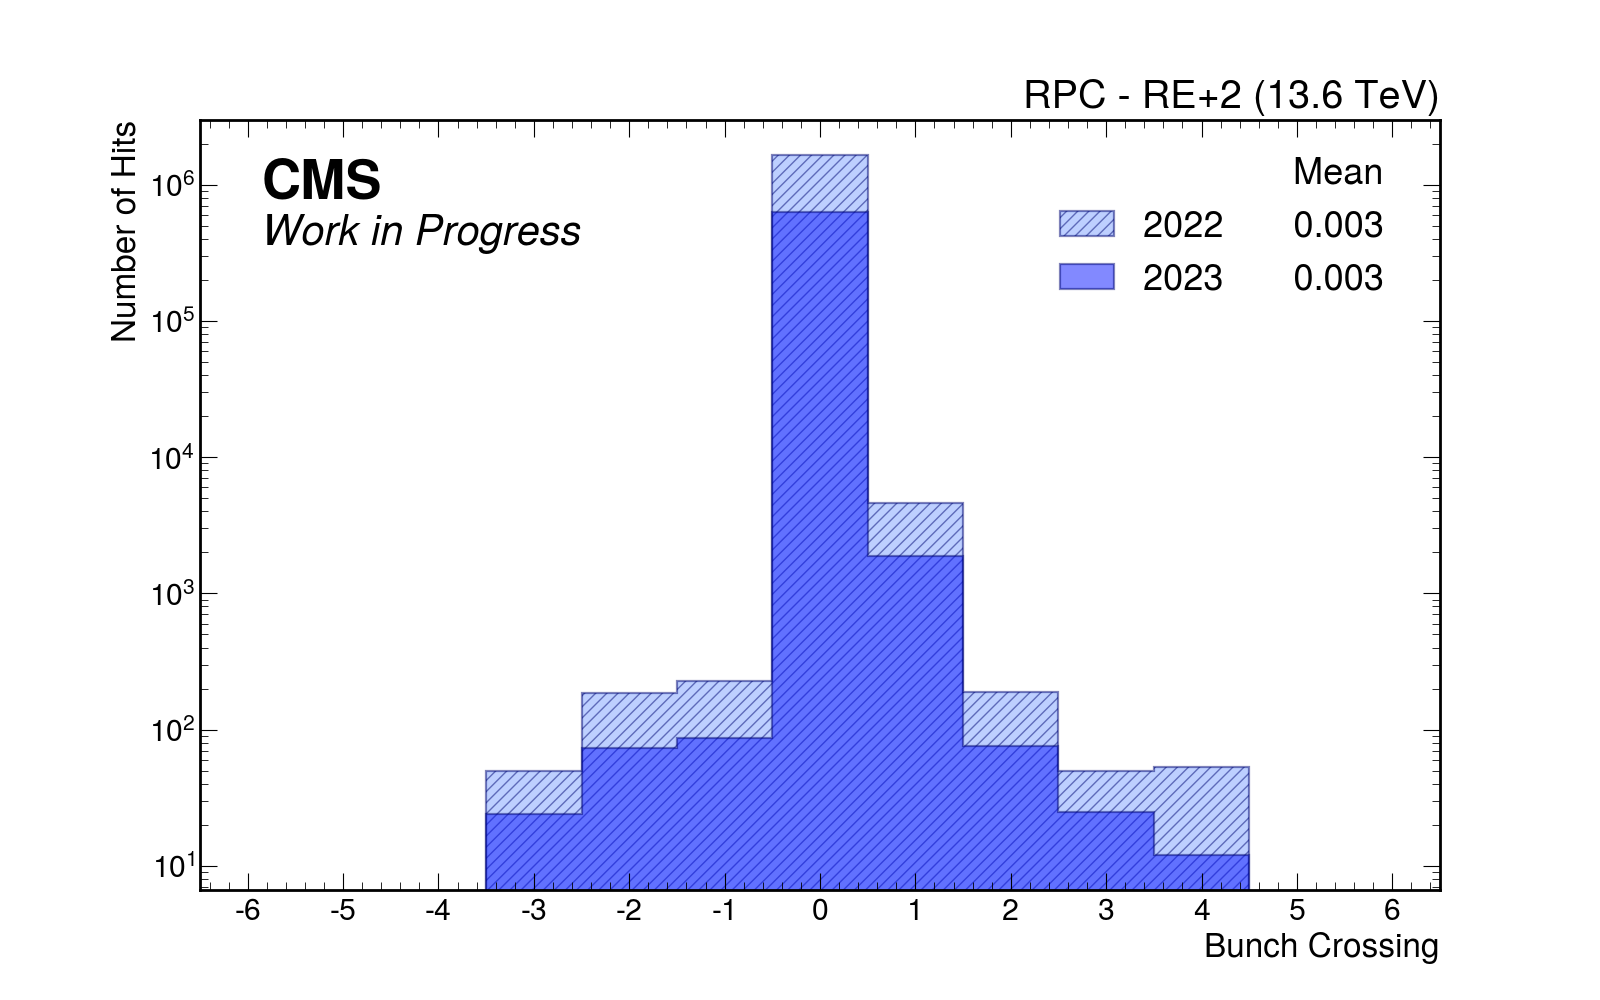 RPC - RE+2 (13.6 TeV)
Number of Hits
CMS
Work in Progress
Mean
2022 0.003
2023 0.003
10⁶
10⁵
10⁴
10³
10²
10¹
-6 -5 -4 -3 -2 -1 0 1 2 3 4 5 6
Bunch Crossing